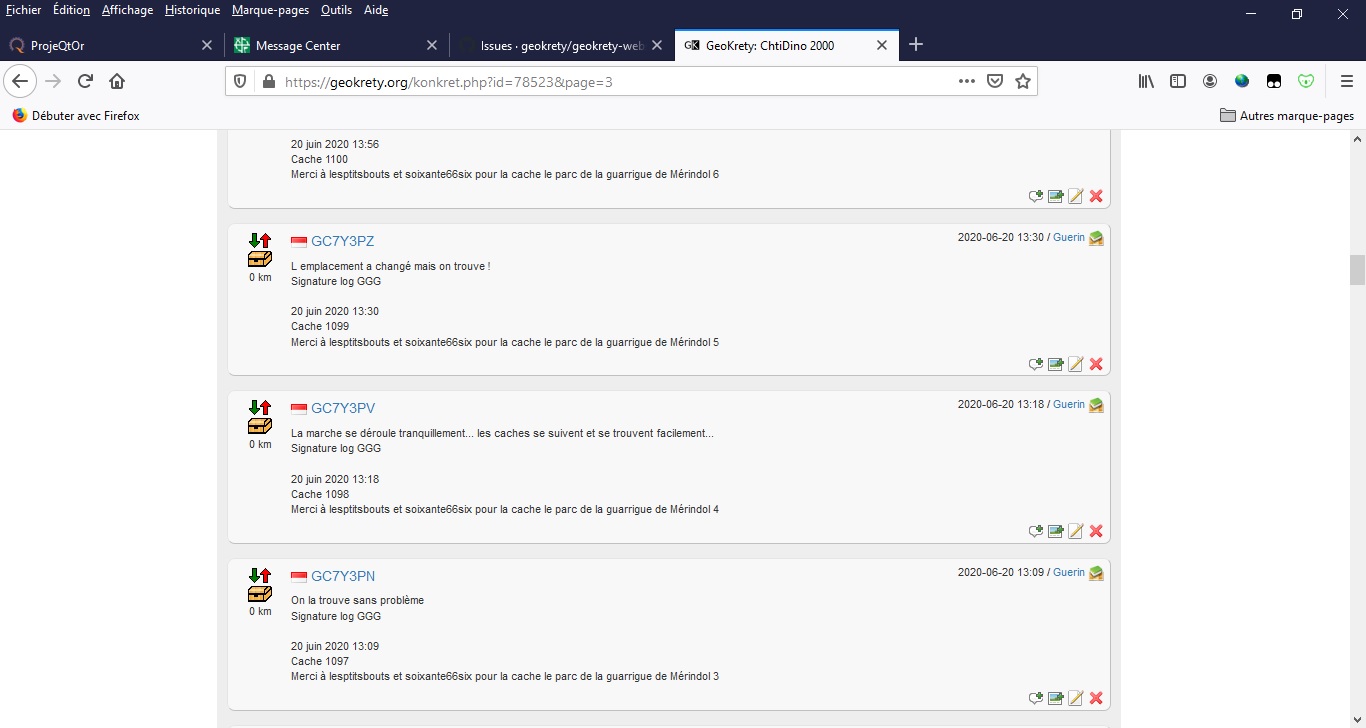 Fichier Édition Affichage Historique Marque-pages Outils Aide
ProjeQtOr
Message Center
Issues · geokrety/geokrety-web
GK GeoKrety: ChtiDino 2000
https://geokrety.org/konkret.php?id=78523&page=3
Débuter avec Firefox
Autres marque-pages
20 juin 2020 13:56
Cache 1100
Merci à lesptitsbouts et soixante66six pour la cache le parc de la guarrigue de Mérindol 6
GC7Y3PZ
2020-06-20 13:30 / Guerin
0 km
L emplacement a changé mais on trouve !
Signature log GGG
20 juin 2020 13:30
Cache 1099
Merci à lesptitsbouts et soixante66six pour la cache le parc de la guarrigue de Mérindol 5
GC7Y3PV
2020-06-20 13:18 / Guerin
0 km
La marche se déroule tranquillement... les caches se suivent et se trouvent facilement...
Signature log GGG
20 juin 2020 13:18
Cache 1098
Merci à lesptitsbouts et soixante66six pour la cache le parc de la guarrigue de Mérindol 4
GC7Y3PN
2020-06-20 13:09 / Guerin
0 km
On la trouve sans problème
Signature log GGG
20 juin 2020 13:09
Cache 1097
Merci à lesptitsbouts et soixante66six pour la cache le parc de la guarrigue de Mérindol 3